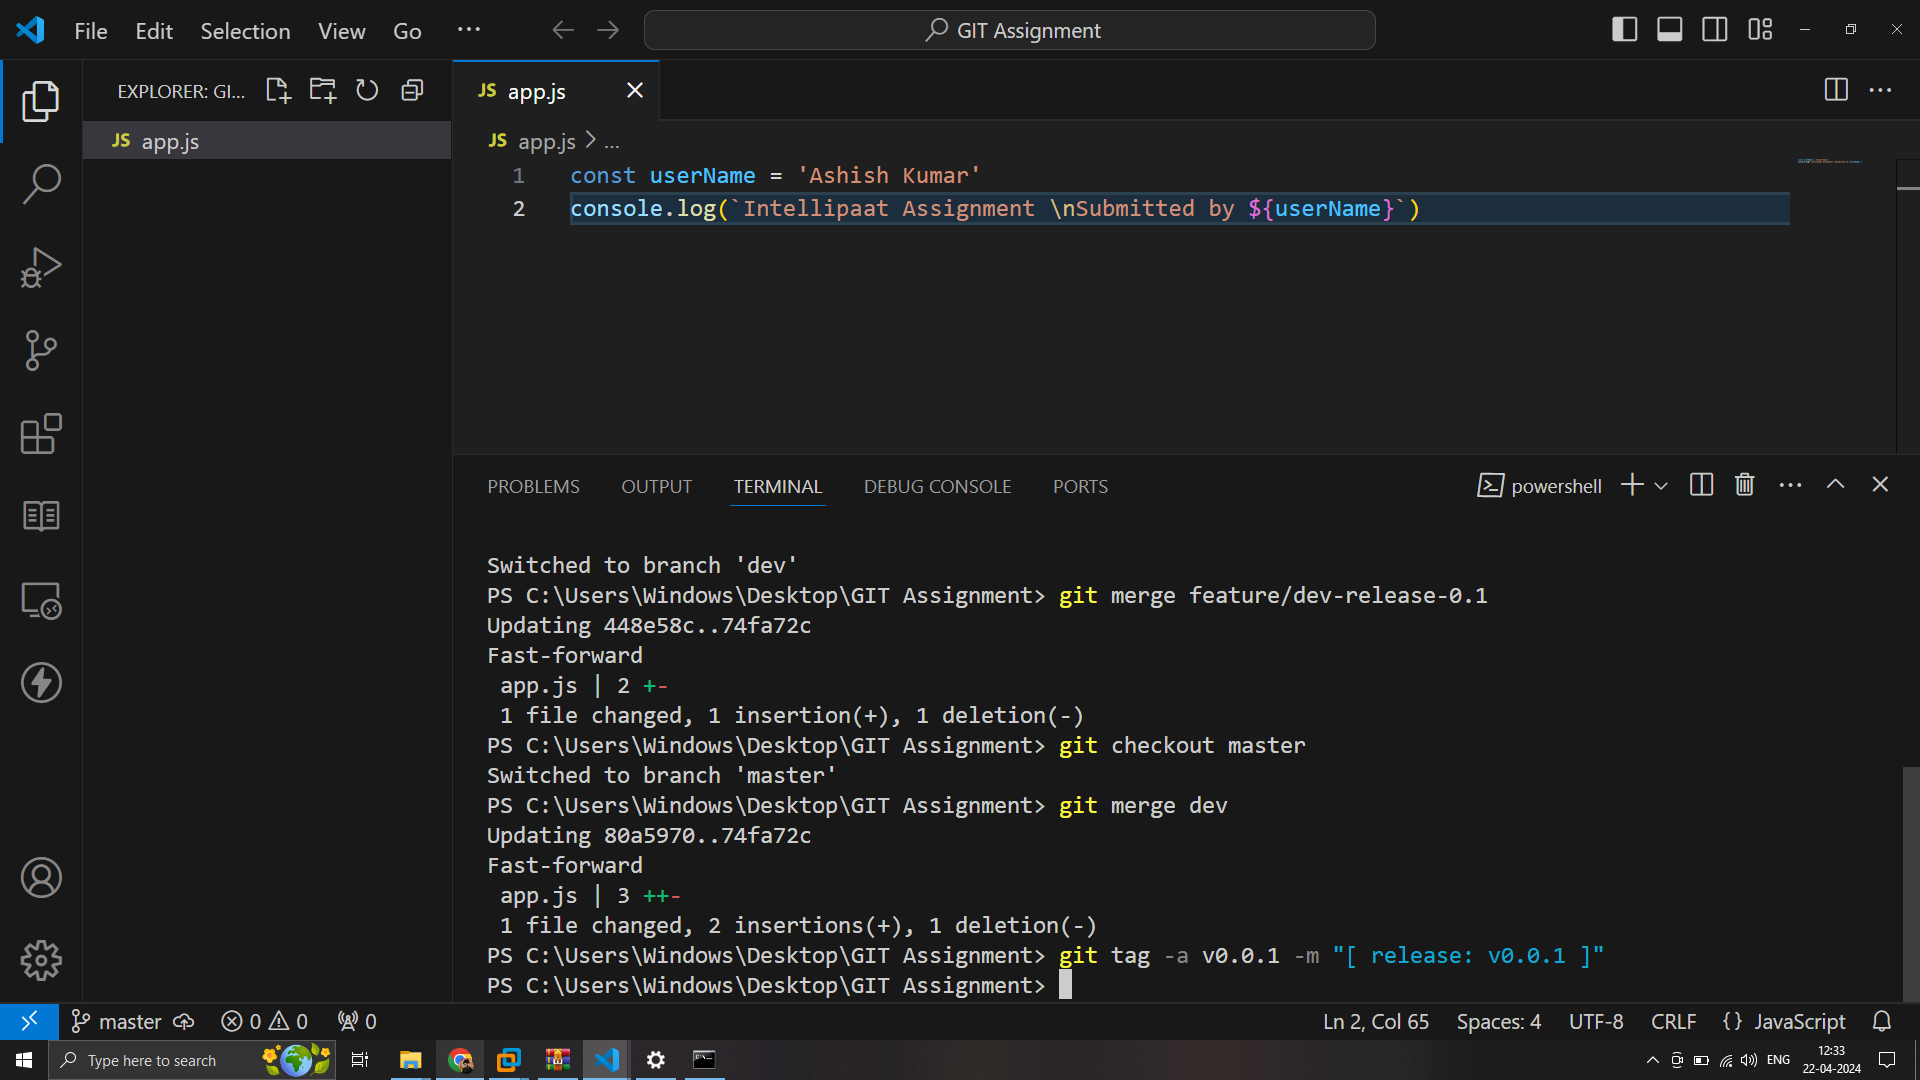 File Edit Selection View Go ... GIT Assignment
EXPLORER: GI...
JS app.js
JS app.js
JS app.js > ...
1 const userName = 'Ashish Kumar'
2 console.log(`Intellipaat Assignment \nSubmitted by ${userName}`)
PROBLEMS OUTPUT TERMINAL DEBUG CONSOLE PORTS powershell
Switched to branch 'dev'
PS C:\Users\Windows\Desktop\GIT Assignment> git merge feature/dev-release-0.1
Updating 448e58c..74fa72c
Fast-forward
app.js | 2 +-
1 file changed, 1 insertion(+), 1 deletion(-)
PS C:\Users\Windows\Desktop\GIT Assignment> git checkout master
Switched to branch 'master'
PS C:\Users\Windows\Desktop\GIT Assignment> git merge dev
Updating 80a5970..74fa72c
Fast-forward
app.js | 3 ++-
1 file changed, 2 insertions(+), 1 deletion(-)
PS C:\Users\Windows\Desktop\GIT Assignment> git tag -a v0.0.1 -m "[ release: v0.0.1 ]"
PS C:\Users\Windows\Desktop\GIT Assignment>
master 0 0 0 Ln 2, Col 65 Spaces: 4 UTF-8 CRLF {} JavaScript
Type here to search ENG 12:33
22-04-2024